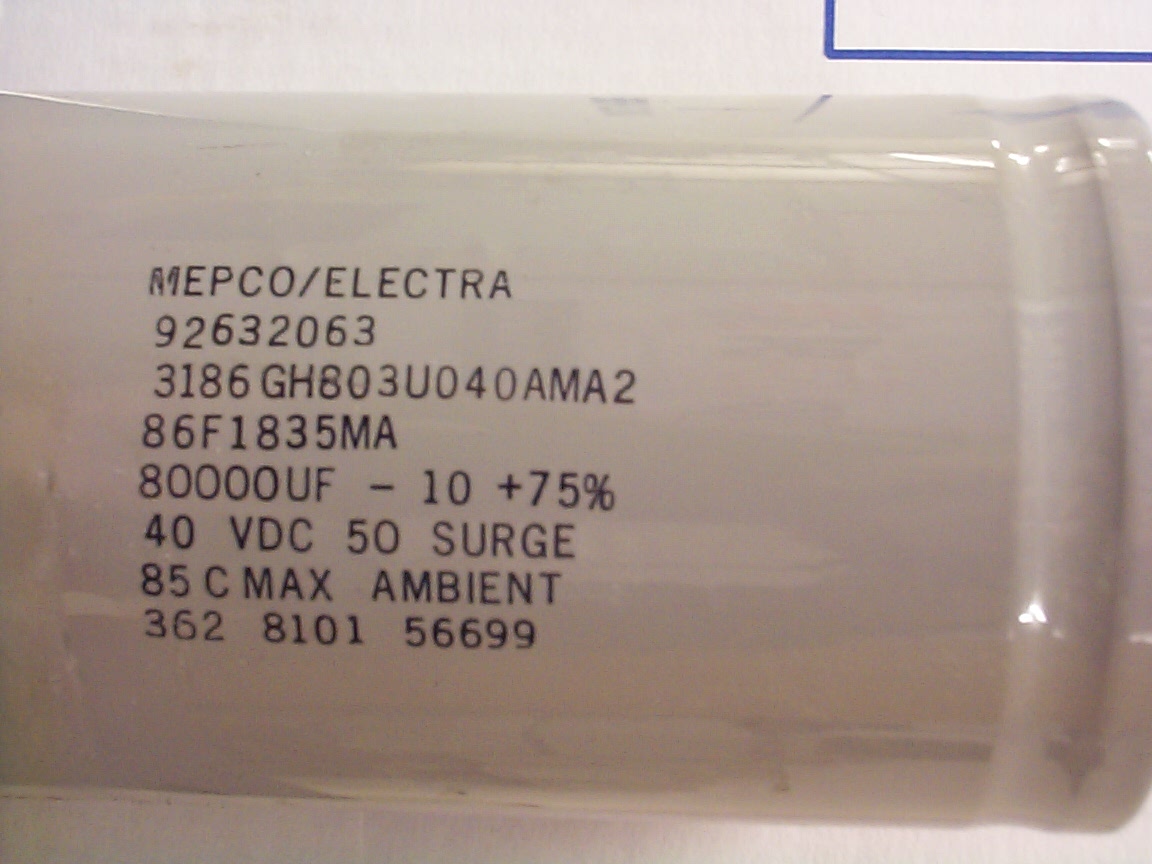 MEPCO/ELECTRA
92632063
3186GH803U040AMA2
86F1835MA
80000UF - 10 +75%
40 VDC 50 SURGE
85 C MAX AMBIENT
362 8101 56699